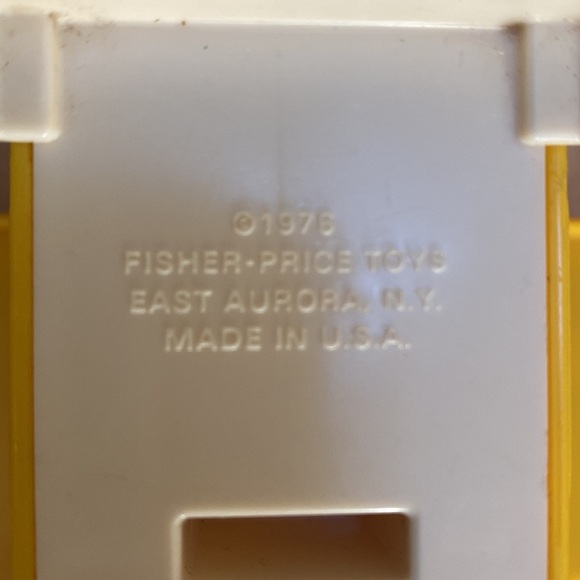 ©1976
FISHER-PRICE TOYS
EAST AURORA, N.Y.
MADE IN U.S.A.